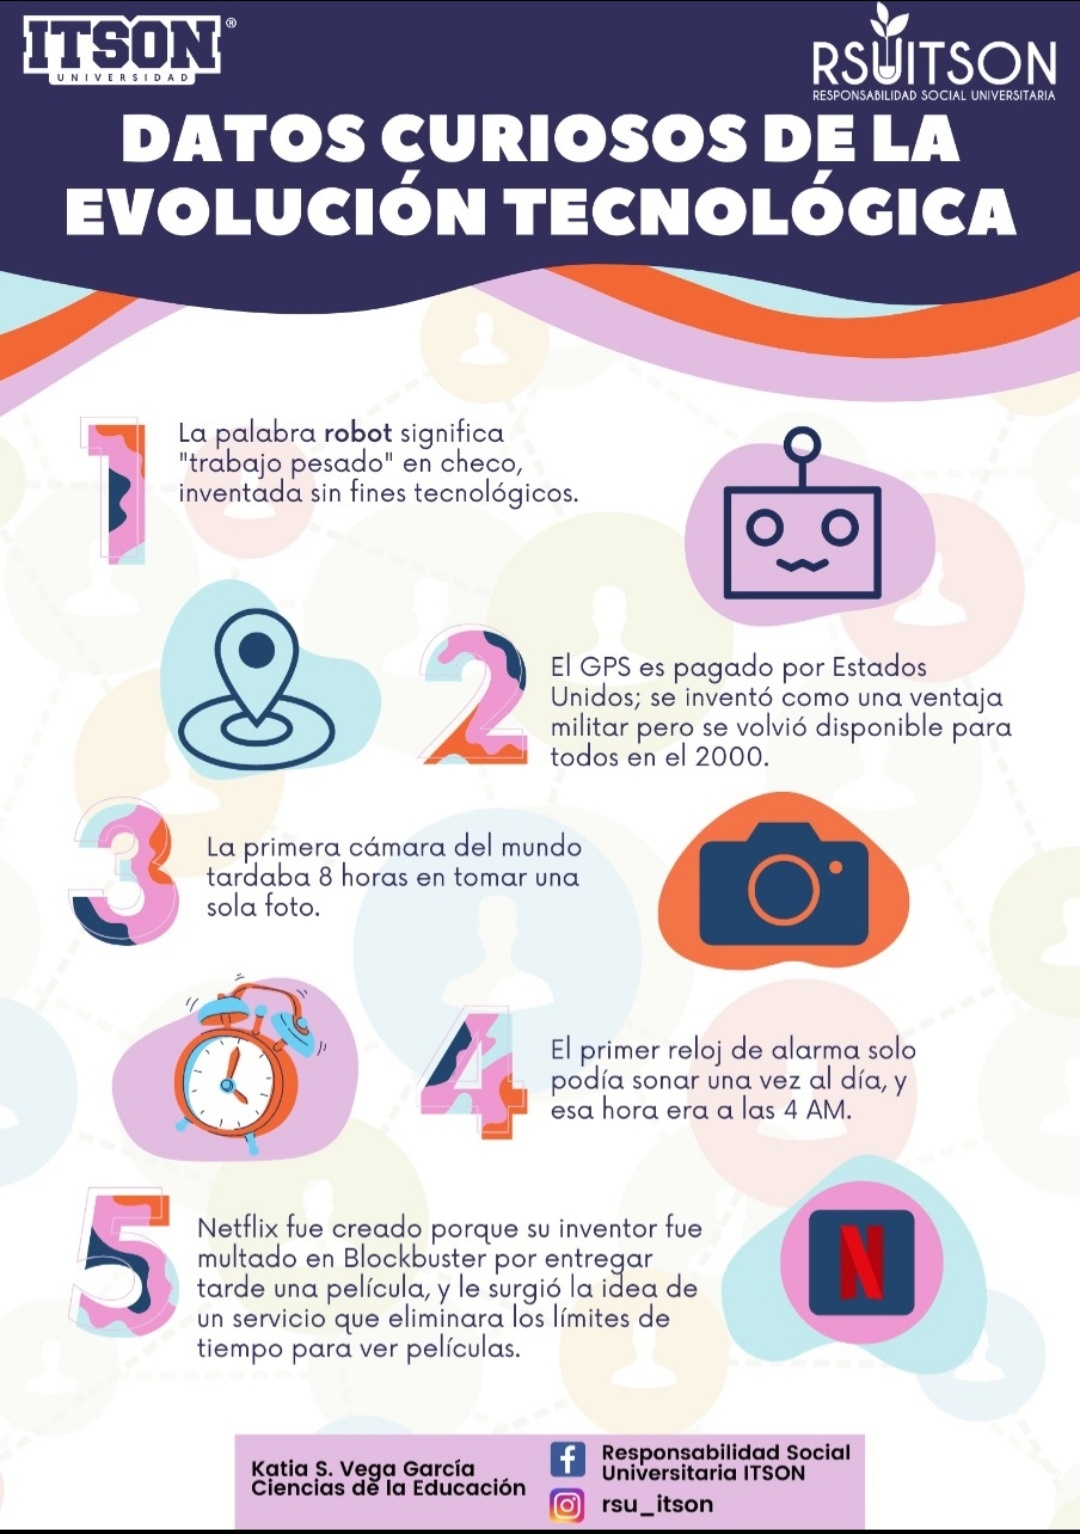 ITSON®
UNIVERSIDAD
RSUITSON
RESPONSABILIDAD SOCIAL UNIVERSITARIA
DATOS CURIOSOS DE LA
EVOLUCIÓN TECNOLÓGICA
1
La palabra robot significa
"trabajo pesado" en checo,
inventada sin fines tecnológicos.
2
El GPS es pagado por Estados
Unidos; se inventó como una ventaja
militar pero se volvió disponible para
todos en el 2000.
3
La primera cámara del mundo
tardaba 8 horas en tomar una
sola foto.
4
El primer reloj de alarma solo
podía sonar una vez al día, y
esa hora era a las 4 AM.
5
Netflix fue creado porque su inventor fue
multado en Blockbuster por entregar
tarde una película, y le surgió la idea de
un servicio que eliminara los límites de
tiempo para ver películas.
N
Katia S. Vega García
Ciencias de la Educación
Responsabilidad Social
Universitaria ITSON
rsu_itson